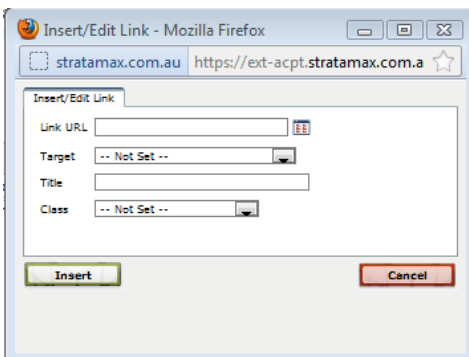 Insert/Edit Link - Mozilla Firefox
stratamax.com.au https://ext-acpt.stratamax.com.a
Insert/Edit Link
Link URL
Target -- Not Set --
Title
Class -- Not Set --
Insert Cancel